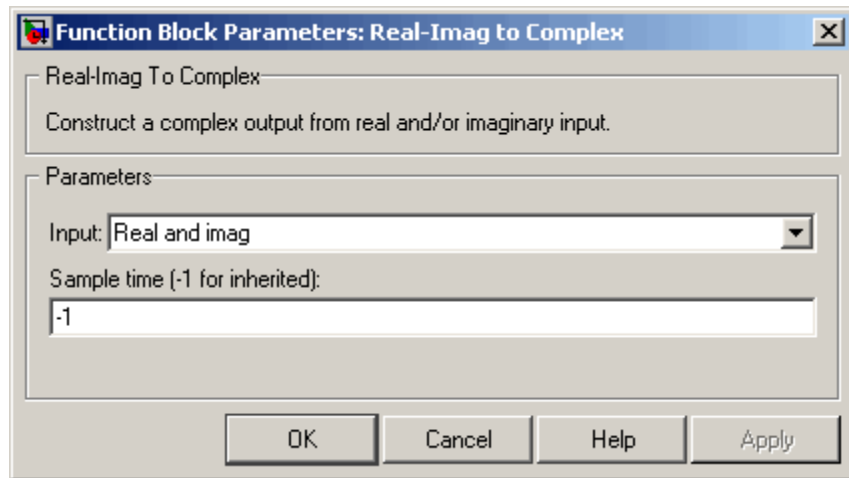 Function Block Parameters: Real-Imag to Complex
Real-Imag To Complex
Construct a complex output from real and/or imaginary input.
Parameters
Input: Real and imag
Sample time (-1 for inherited):
-1
OK Cancel Help Apply